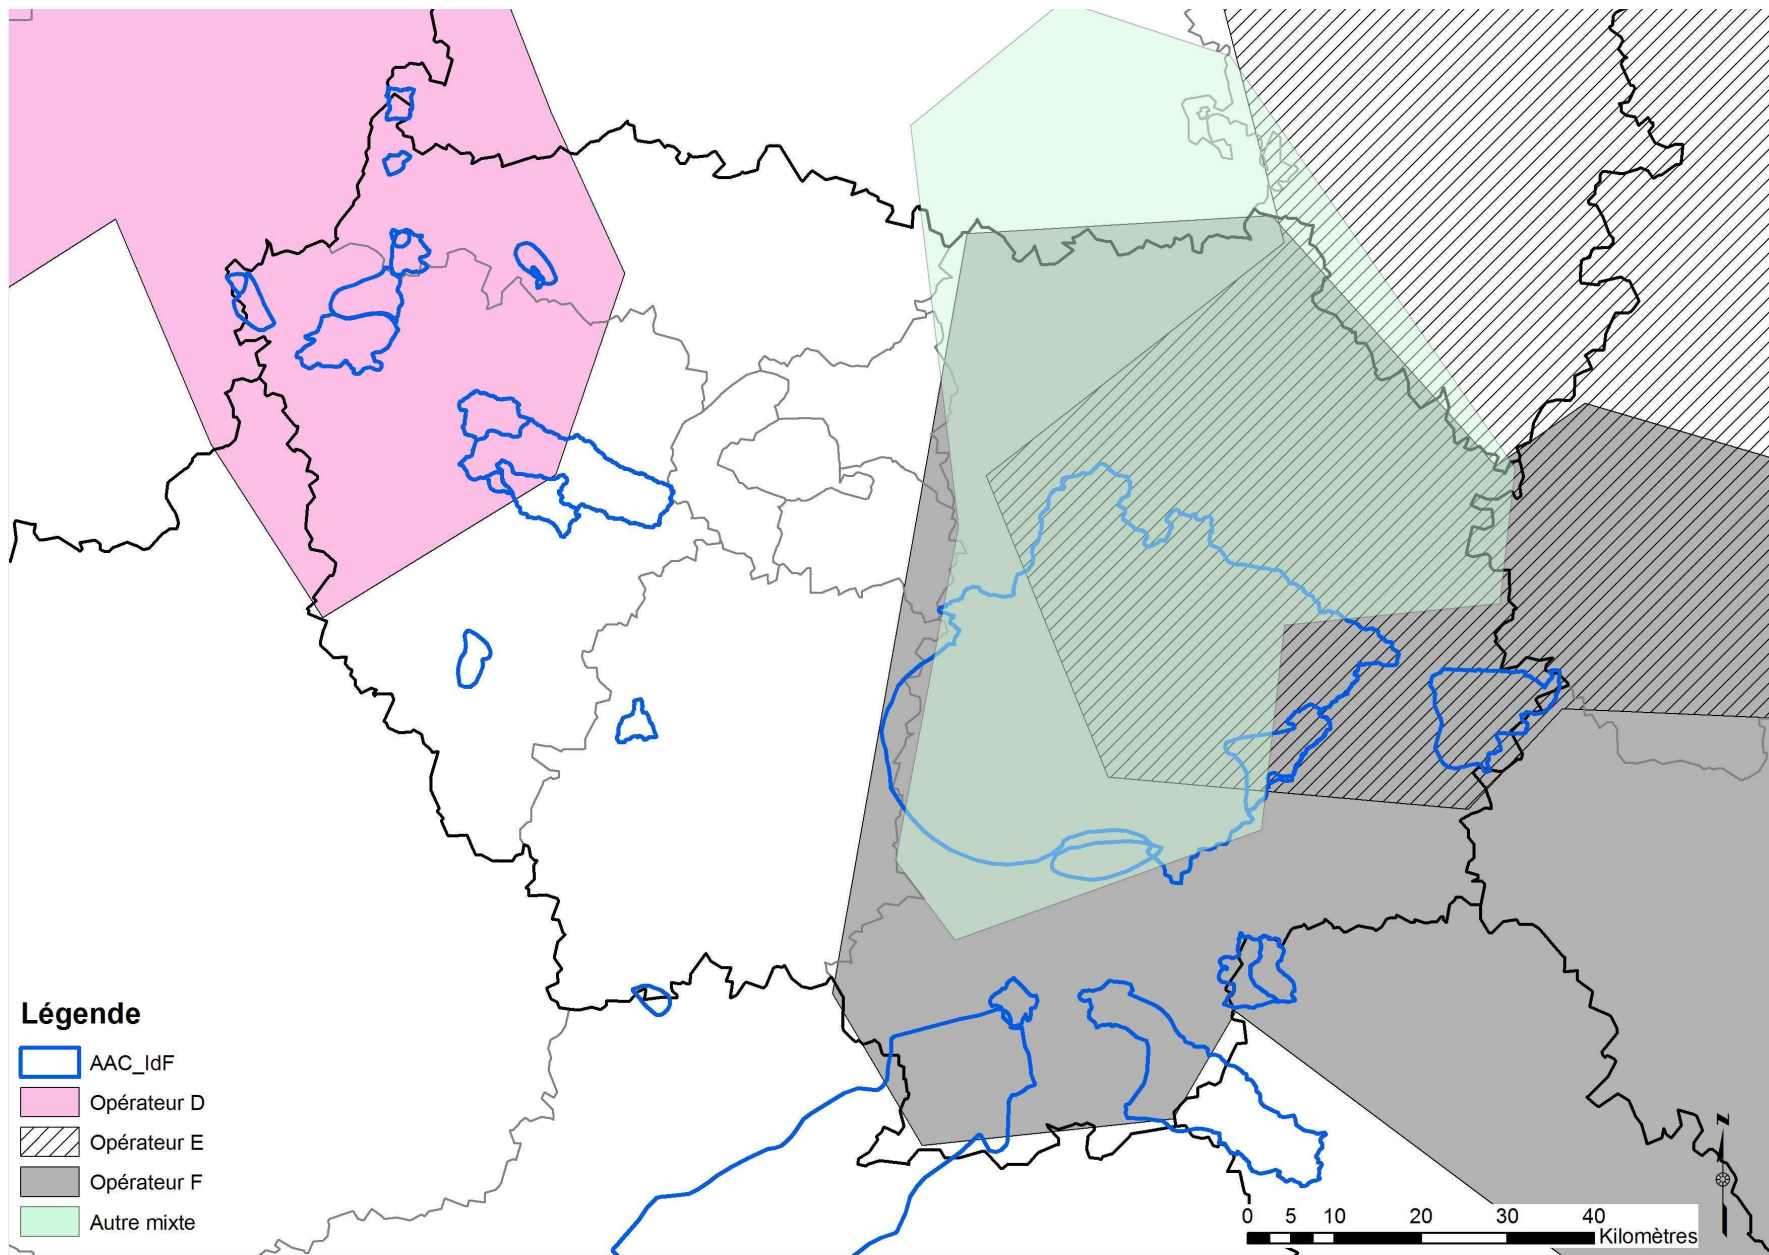 Légende
AAC_IdF
Opérateur D
Opérateur E
Opérateur F
Autre mixte
N
0 5 10 20 30 40
Kilomètres